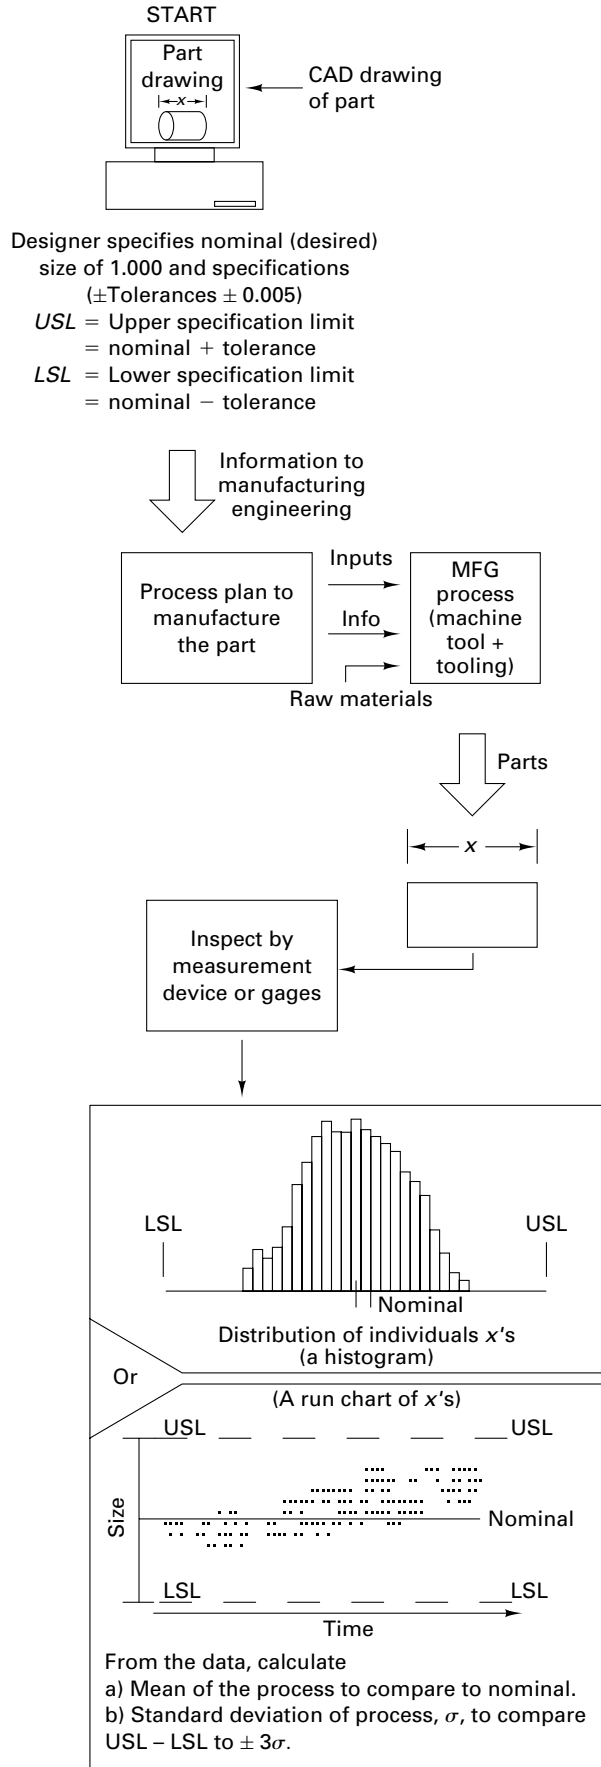 START
Part
drawing
x
CAD drawing
of part
Designer specifies nominal (desired)
size of 1.000 and specifications
(±Tolerances ± 0.005)
USL = Upper specification limit
= nominal + tolerance
LSL = Lower specification limit
= nominal − tolerance
Information to
manufacturing
engineering
Process plan to
manufacture
the part
Inputs
Info
Raw materials
MFG
process
(machine
tool +
tooling)
Parts
x
Inspect by
measurement
device or gages
LSL
USL
Nominal
Distribution of individuals x's
(a histogram)
Or
(A run chart of x's)
USL
USL
Size
Nominal
LSL
LSL
Time
From the data, calculate
a) Mean of the process to compare to nominal.
b) Standard deviation of process, σ, to compare
USL – LSL to ± 3σ.